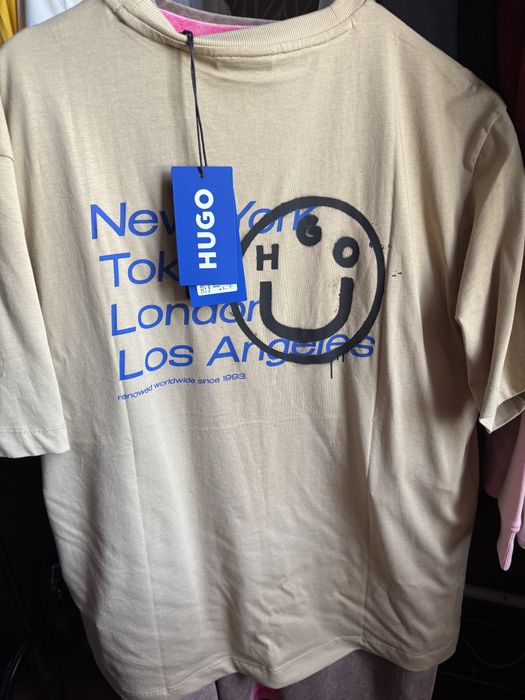 HUGO
New York
Tok
London
Los Angeles
renowned worldwide since 1993.
H G O